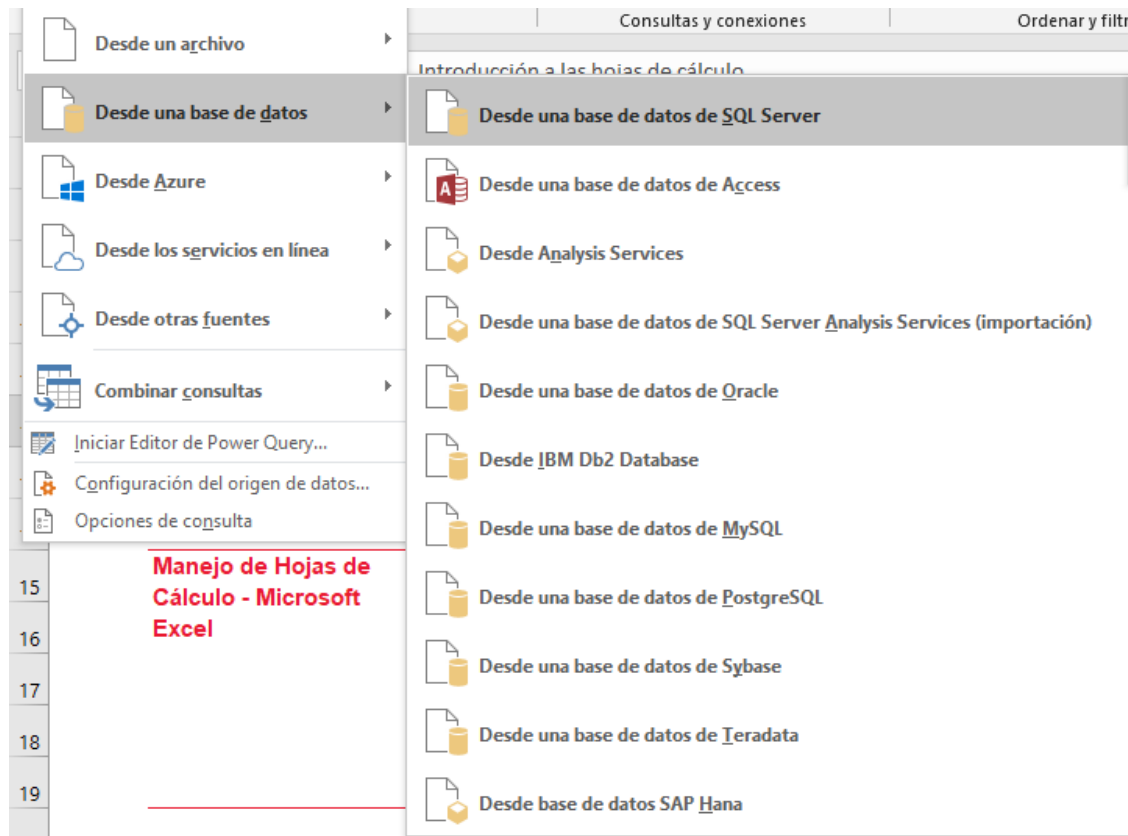 Consultas y conexiones
Ordenar y filtr
Introducción a las hojas de cálculo
Desde un archivo
Desde una base de datos
Desde Azure
Desde los servicios en línea
Desde otras fuentes
Combinar consultas
Iniciar Editor de Power Query...
Configuración del origen de datos...
Opciones de consulta
Desde una base de datos de SQL Server
Desde una base de datos de Access
Desde Analysis Services
Desde una base de datos de SQL Server Analysis Services (importación)
Desde una base de datos de Oracle
Desde IBM Db2 Database
Desde una base de datos de MySQL
Desde una base de datos de PostgreSQL
Desde una base de datos de Sybase
Desde una base de datos de Teradata
Desde base de datos SAP Hana
15
16
17
18
19
Manejo de Hojas de
Cálculo - Microsoft
Excel